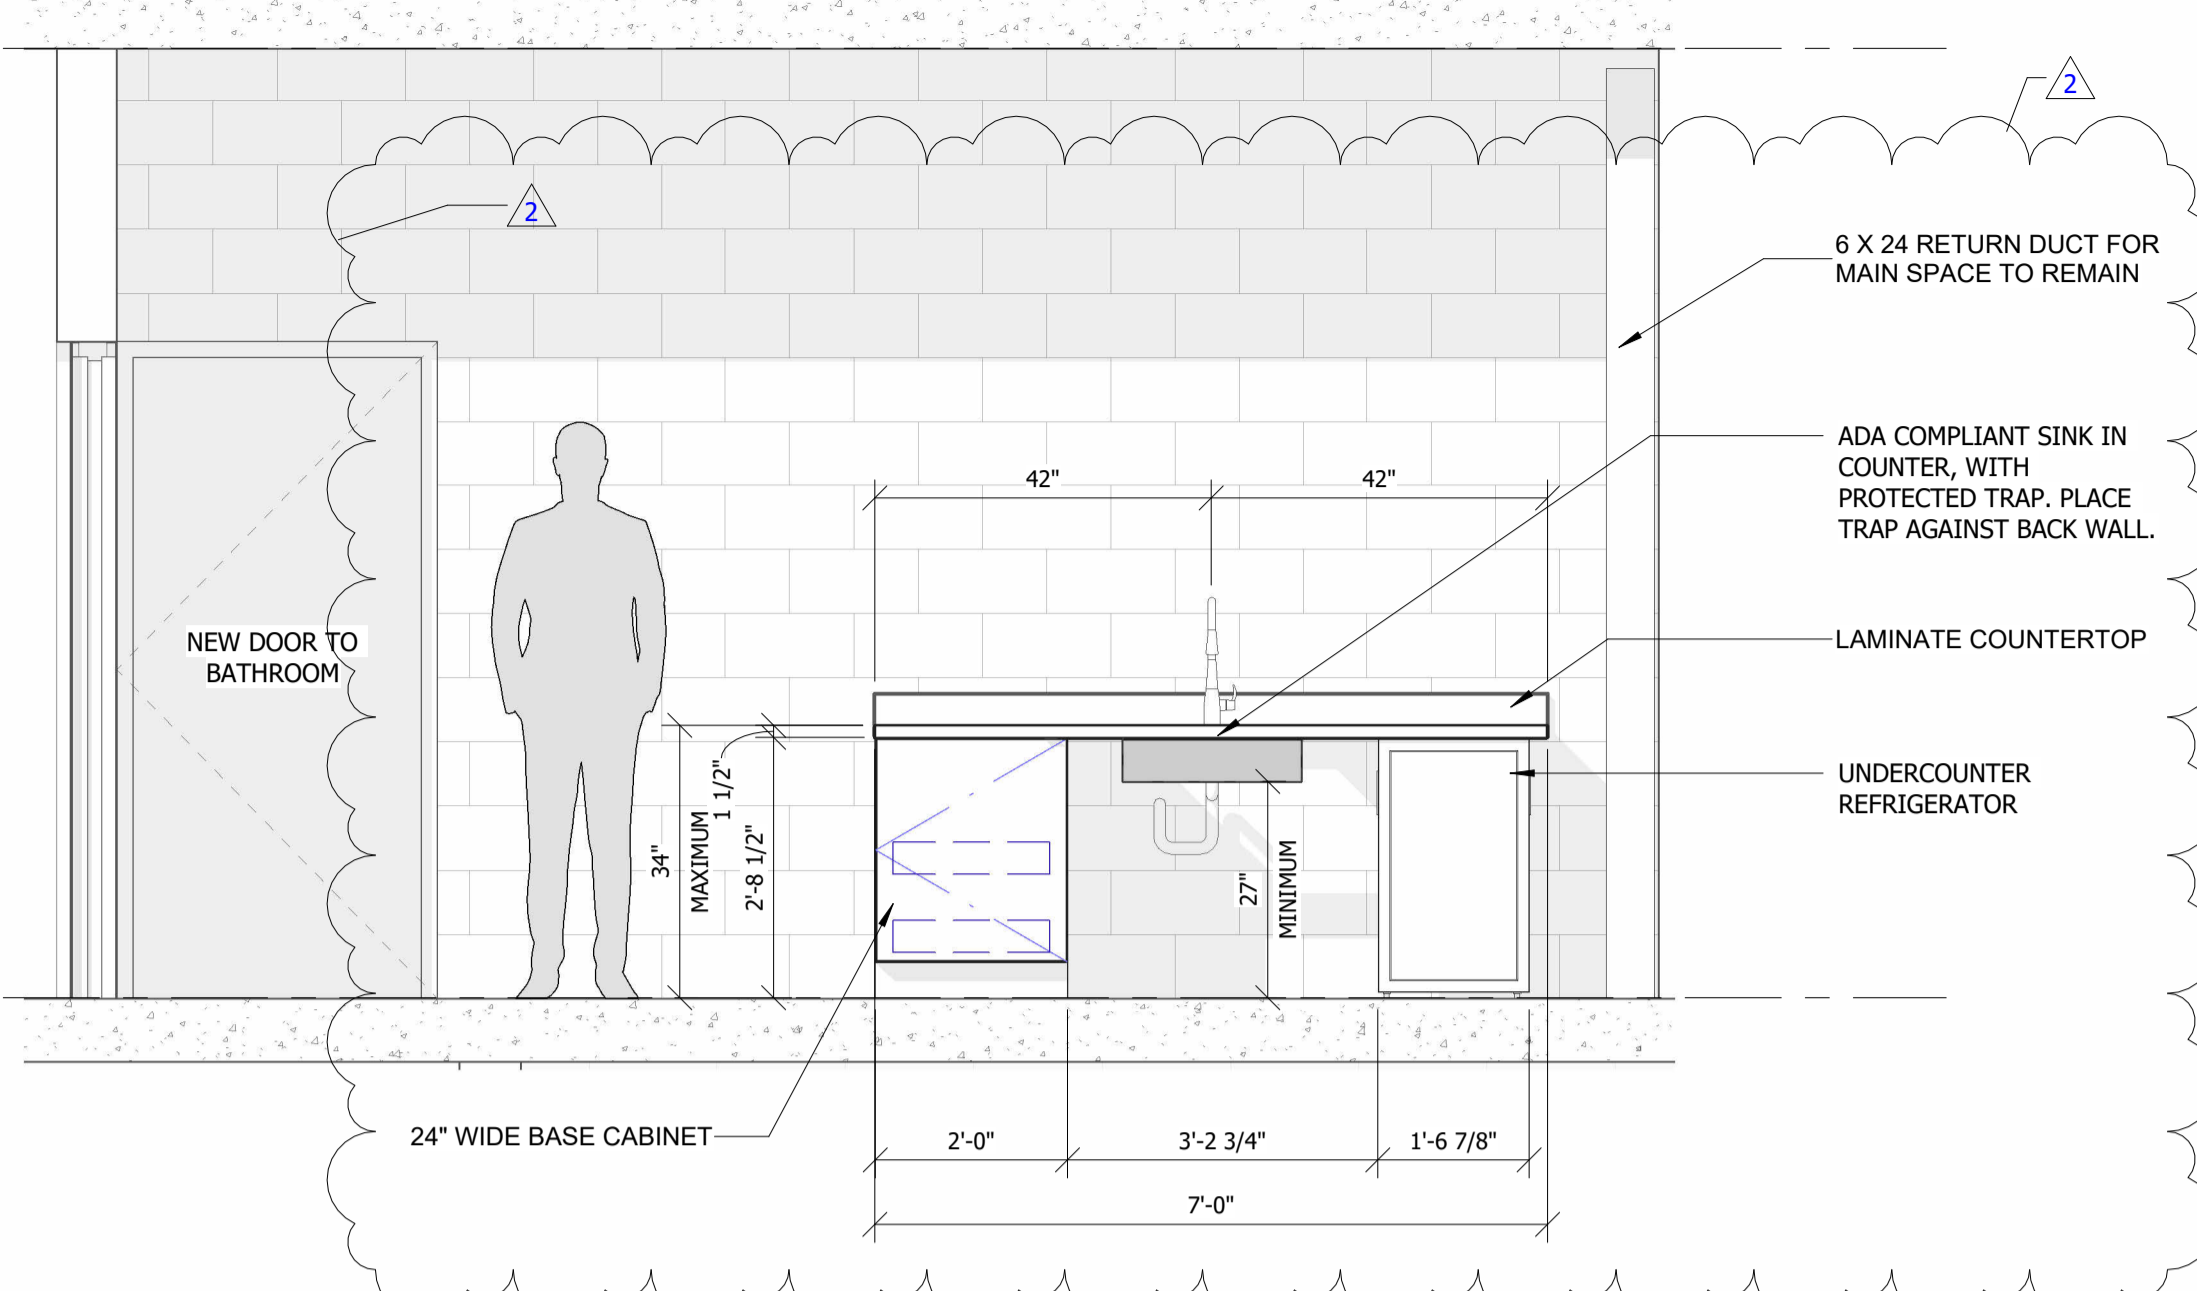 2
2
6 X 24 RETURN DUCT FOR
MAIN SPACE TO REMAIN
ADA COMPLIANT SINK IN
COUNTER, WITH
PROTECTED TRAP. PLACE
TRAP AGAINST BACK WALL.
42"
42"
NEW DOOR TO
BATHROOM
LAMINATE COUNTERTOP
UNDERCOUNTER
REFRIGERATOR
34"
MAXIMUM
1 1/2"
2'-8 1/2"
27"
MINIMUM
24" WIDE BASE CABINET
2'-0"
3'-2 3/4"
1'-6 7/8"
7'-0"